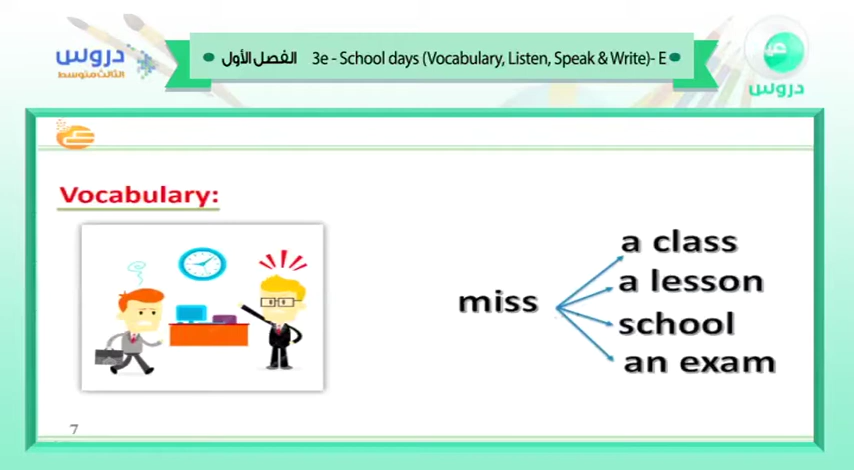 دروس
الثالث متوسط
3e - School days (Vocabulary, Listen, Speak & Write)- E الفصل الأول
عين
دروس
Vocabulary:
miss
a class
a lesson
school
an exam
7